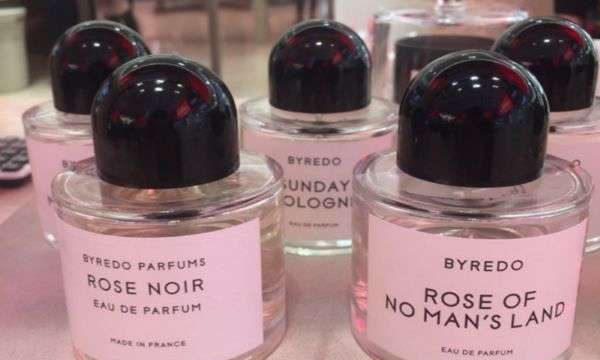 BYREDO PARFUMS
ROSE NOIR
EAU DE PARFUM
MADE IN FRANCE
BYREDO
SUNDAY
COLOGNE
EAU DE PARFUM
BYREDO
ROSE OF
NO MAN'S LAND
EAU DE PARFUM